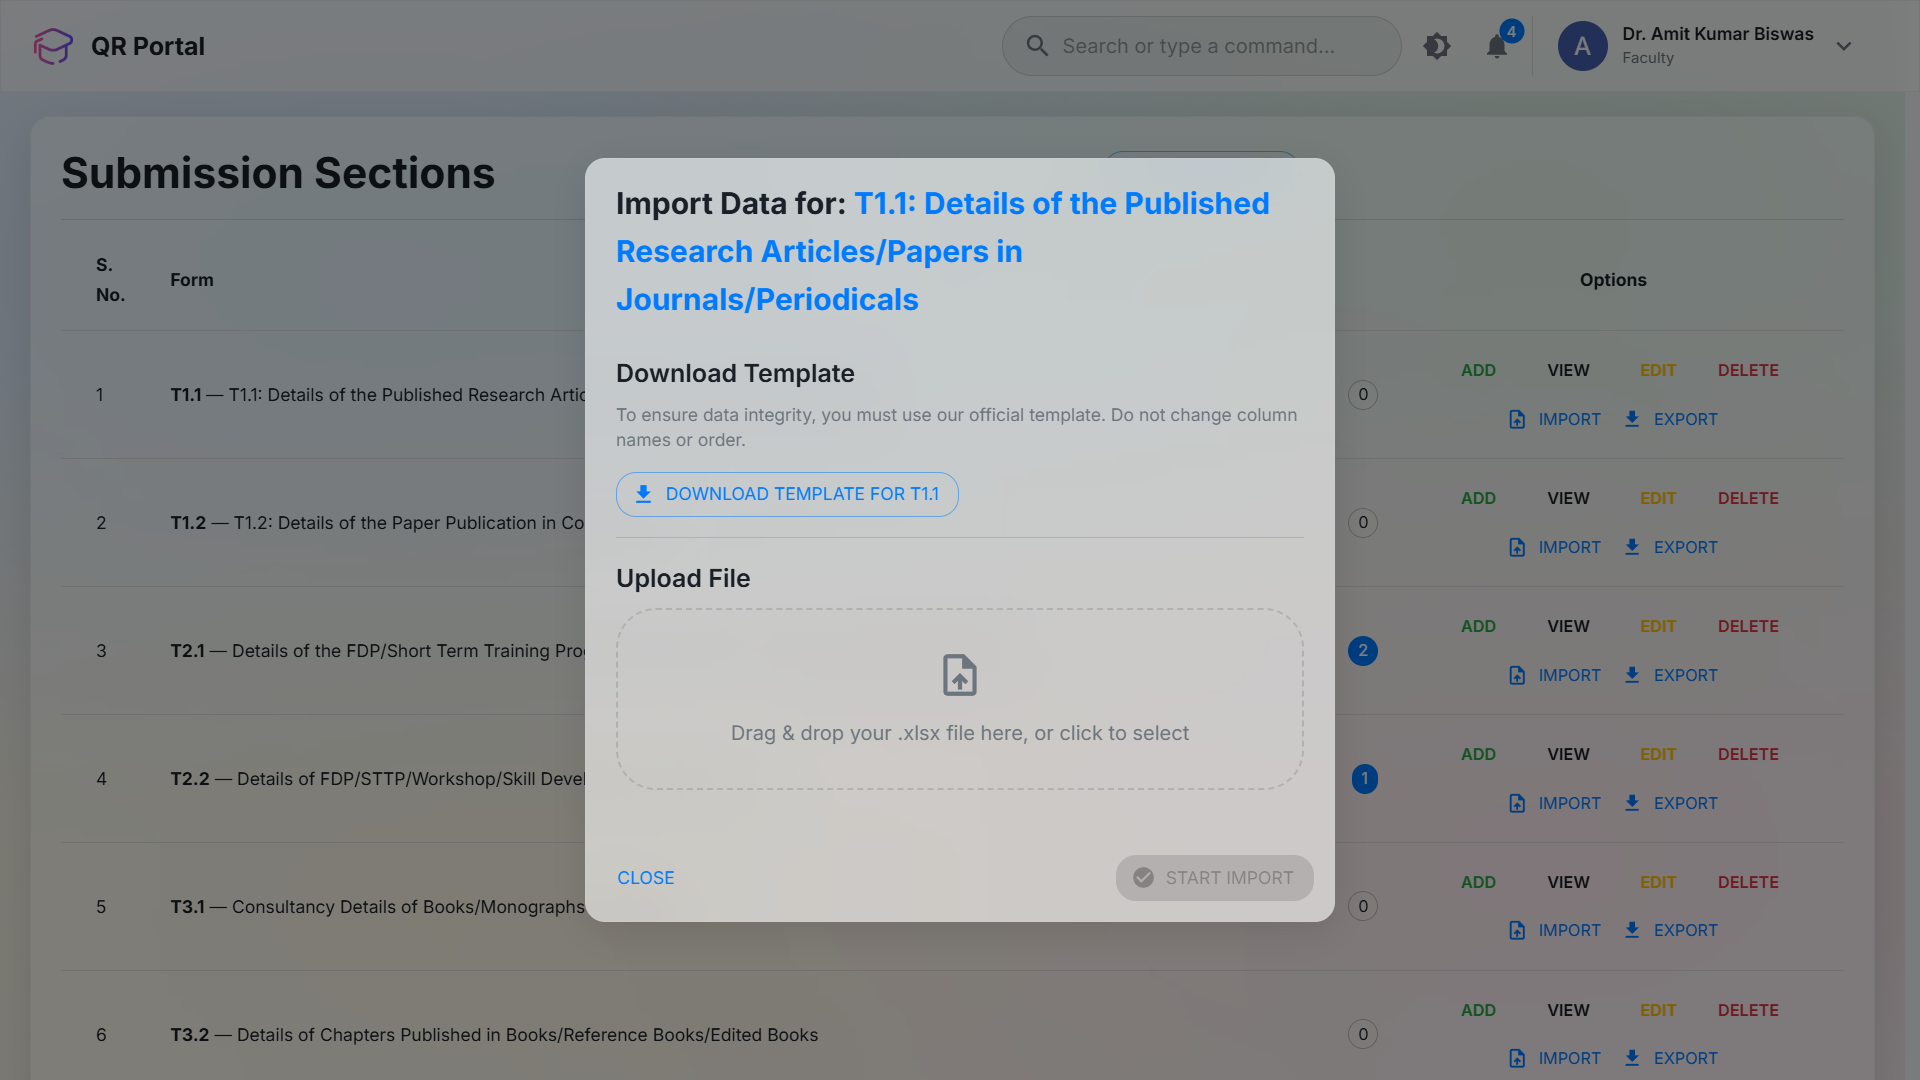 QR Portal
Search or type a command...
4
A
Dr. Amit Kumar Biswas
Faculty
Submission Sections
S. No.
Form
Options
1
T1.1 — T1.1: Details of the Published Research Artic
0
ADD VIEW EDIT DELETE
IMPORT EXPORT
2
T1.2 — T1.2: Details of the Paper Publication in Co
0
ADD VIEW EDIT DELETE
IMPORT EXPORT
3
T2.1 — Details of the FDP/Short Term Training Pro
2
ADD VIEW EDIT DELETE
IMPORT EXPORT
4
T2.2 — Details of FDP/STTP/Workshop/Skill Devel
1
ADD VIEW EDIT DELETE
IMPORT EXPORT
5
T3.1 — Consultancy Details of Books/Monographs
0
ADD VIEW EDIT DELETE
IMPORT EXPORT
6
T3.2 — Details of Chapters Published in Books/Reference Books/Edited Books
0
ADD VIEW EDIT DELETE
IMPORT EXPORT
Import Data for: T1.1: Details of the Published
Research Articles/Papers in
Journals/Periodicals
Download Template
To ensure data integrity, you must use our official template. Do not change column
names or order.
DOWNLOAD TEMPLATE FOR T1.1
Upload File
Drag & drop your .xlsx file here, or click to select
CLOSE
START IMPORT